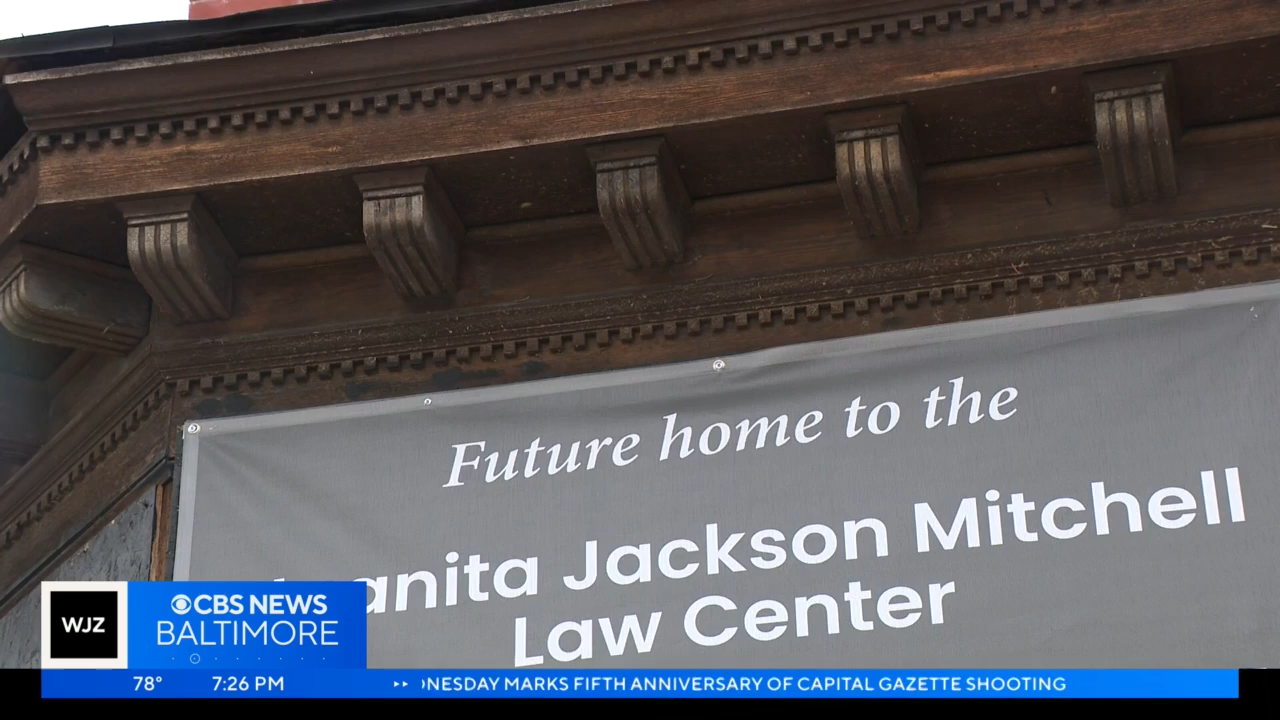 Future home to the
anita Jackson Mitchell
Law Center
WJZ
CBS NEWS
BALTIMORE
78° 7:26 PM NESDAY MARKS FIFTH ANNIVERSARY OF CAPITAL GAZETTE SHOOTING